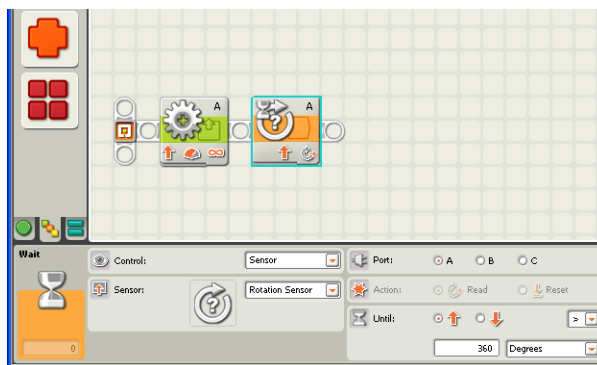 A A
Wait
Control: Sensor Port: A B C
Sensor: Rotation Sensor Action: Read Reset
Until: >
0 360 Degrees